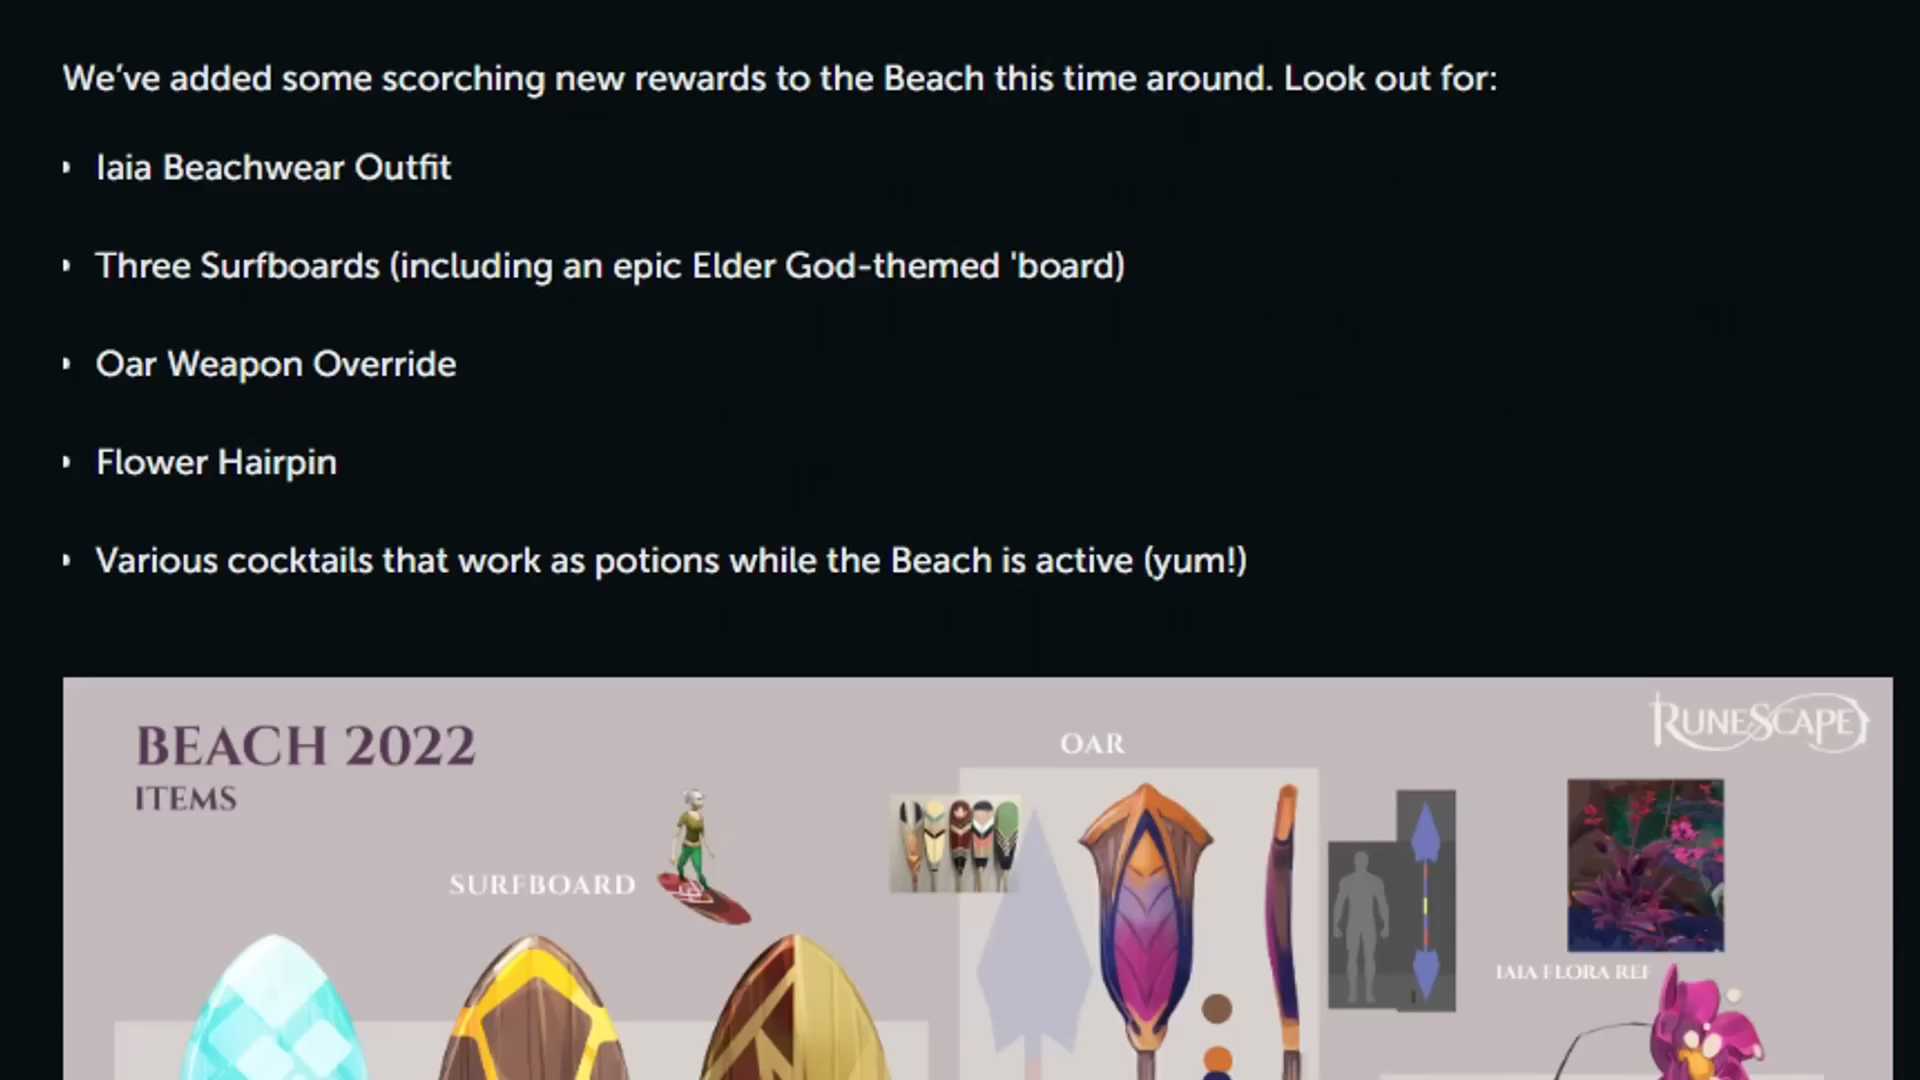 We've added some scorching new rewards to the Beach this time around. Look out for:
Iaia Beachwear Outfit
Three Surfboards (including an epic Elder God-themed 'board)
Oar Weapon Override
Flower Hairpin
Various cocktails that work as potions while the Beach is active (yum!)
BEACH 2022
ITEMS
RUNESCAPE
OAR
SURFBOARD
IAIA FLORA REF